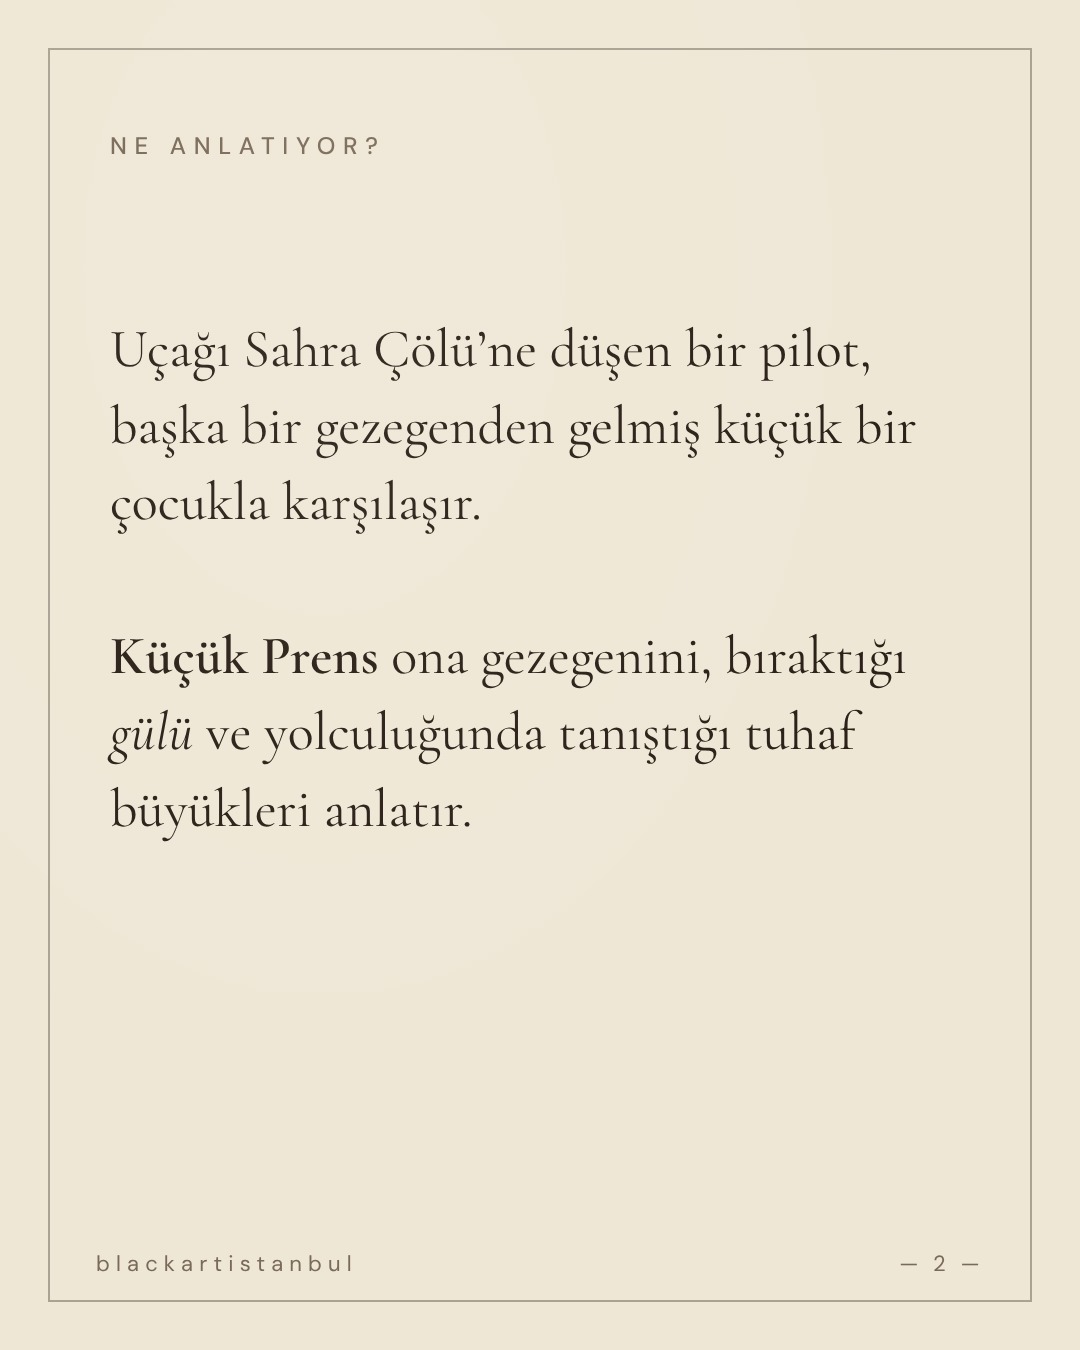 NE ANLATIYOR?
Uçağı Sahra Çölü’ne düşen bir pilot,
başka bir gezegenden gelmiş küçük bir
çocukla karşılaşır.
Küçük Prens ona gezegenini, bıraktığı
gülü ve yolculuğunda tanıştığı tuhaf
büyükleri anlatır.
blackartistanbul
— 2 —